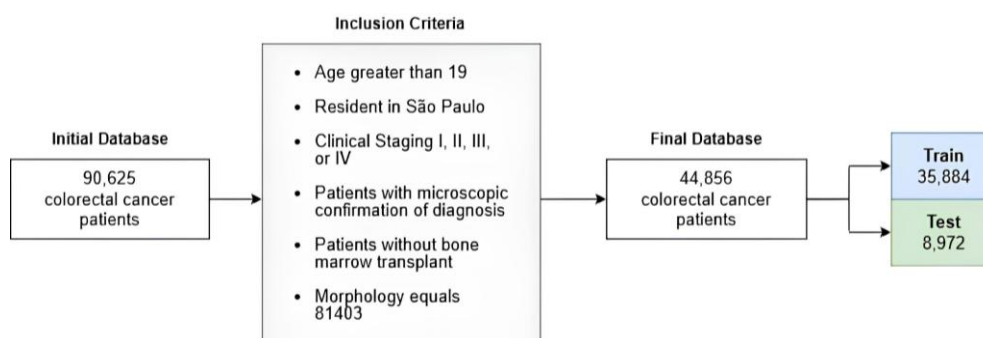 Inclusion Criteria
• Age greater than 19
• Resident in São Paulo
• Clinical Staging I, II, III,
or IV
• Patients with microscopic
confirmation of diagnosis
• Patients without bone
marrow transplant
• Morphology equals
81403
Initial Database
90,625
colorectal cancer
patients
Final Database
44,856
colorectal cancer
patients
Train
35,884
Test
8,972